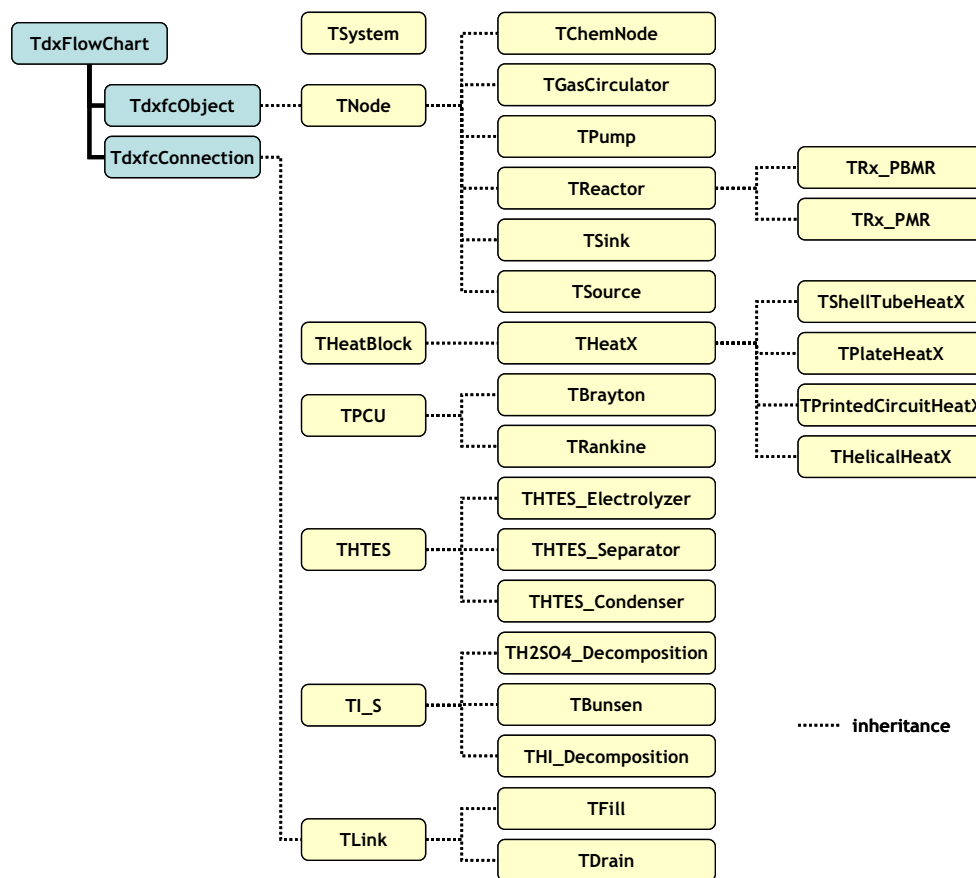 TdxFlowChart
TdxfcObject
TdxfcConnection
TSystem
TNode
THeatBlock
TPCU
THTES
TI_S
TLink
TChemNode
TGasCirculator
TPump
TReactor
TSink
TSource
THeatX
TBrayton
TRankine
THTES_Electrolyzer
THTES_Separator
THTES_Condenser
TH2SO4_Decomposition
TBunsen
THI_Decomposition
TFill
TDrain
TRx_PBMR
TRx_PMR
TShellTubeHeatX
TPlateHeatX
TPrintedCircuitHeatX
THelicalHeatX
inheritance